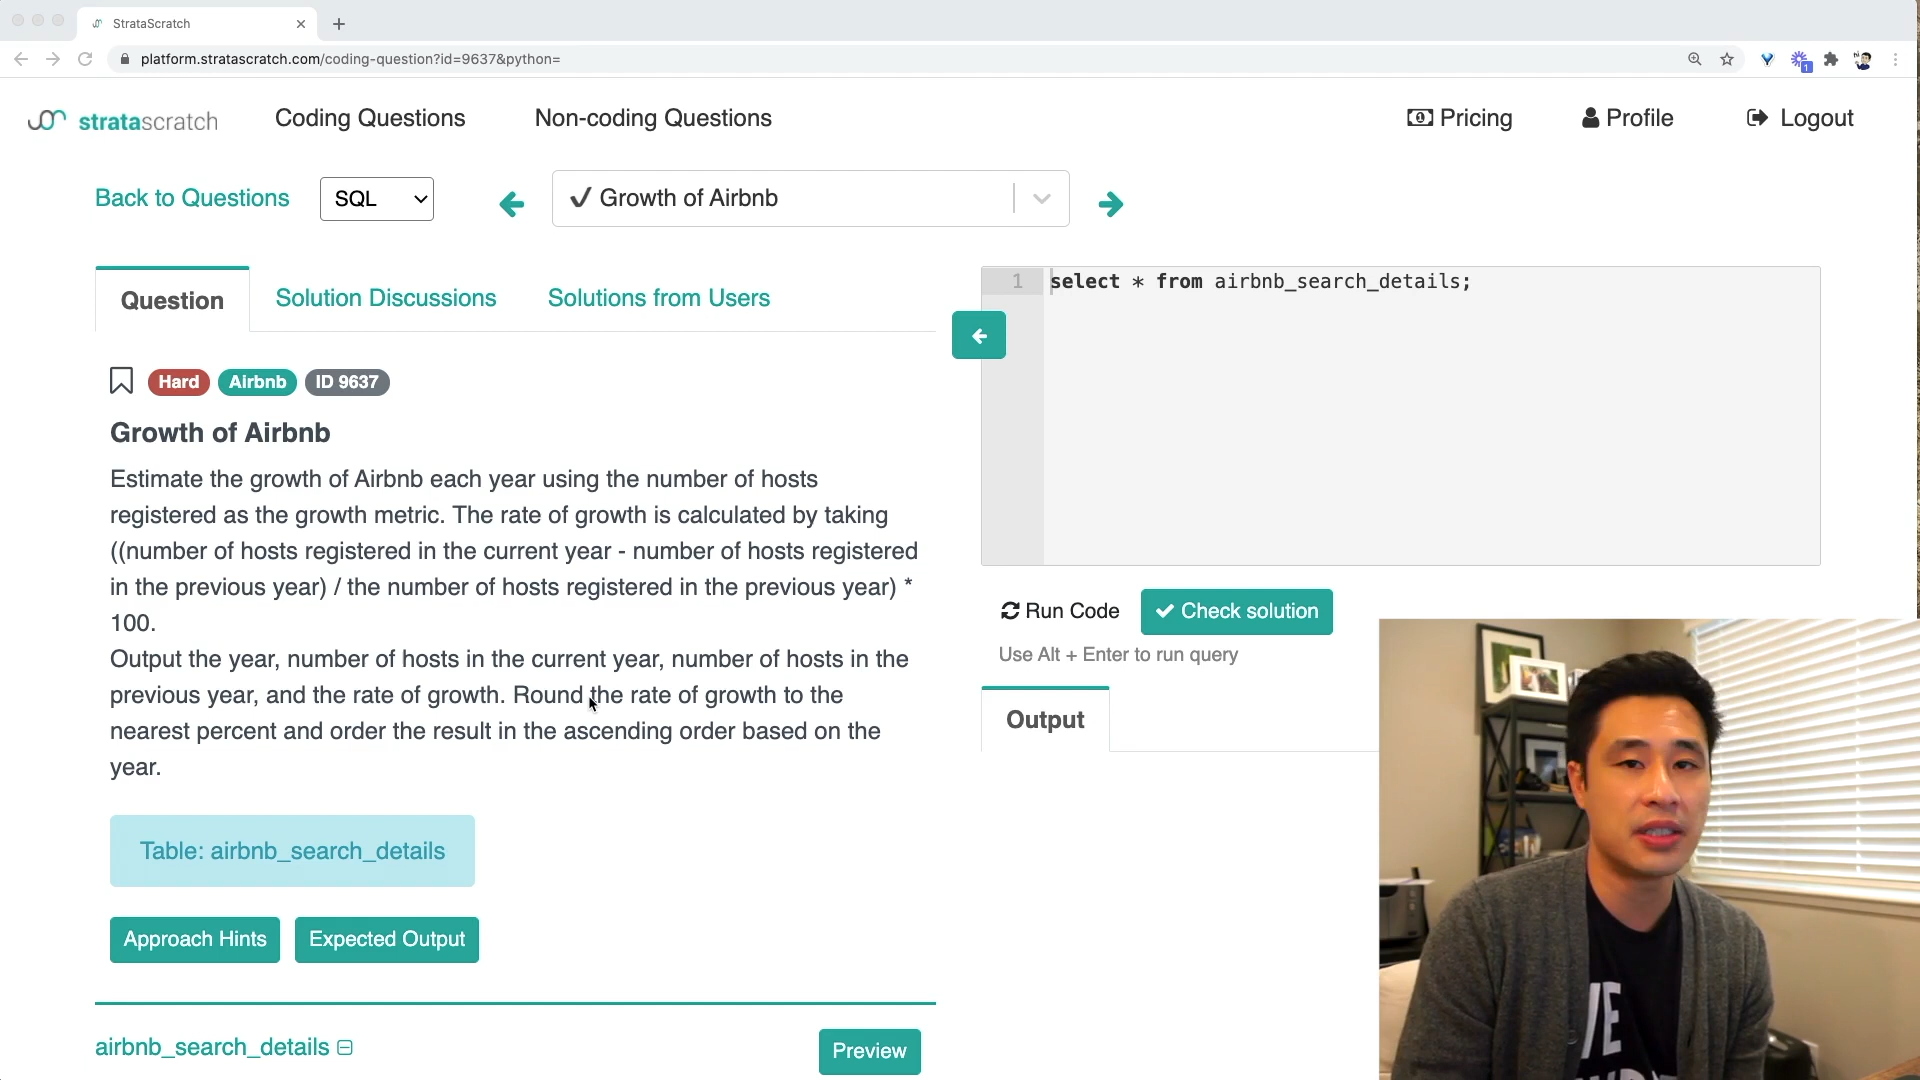 StrataScratch
platform.stratascratch.com/coding-question?id=9637&python=
1
stratascratch
Coding Questions
Non-coding Questions
Pricing
Profile
Logout
Back to Questions
SQL
Growth of Airbnb
Question
Solution Discussions
Solutions from Users
Hard
Airbnb
ID 9637
Growth of Airbnb
Estimate the growth of Airbnb each year using the number of hosts
registered as the growth metric. The rate of growth is calculated by taking
((number of hosts registered in the current year - number of hosts registered
in the previous year) / the number of hosts registered in the previous year) *
100.
Output the year, number of hosts in the current year, number of hosts in the
previous year, and the rate of growth. Round the rate of growth to the
nearest percent and order the result in the ascending order based on the
year.
Table: airbnb_search_details
Approach Hints
Expected Output
airbnb_search_details
Preview
1 select * from airbnb_search_details;
Run Code
Check solution
Use Alt + Enter to run query
Output